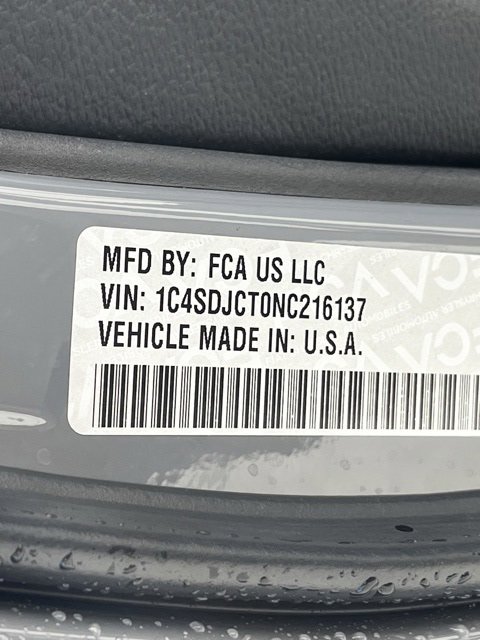 MFD BY: FCA US LLC
VIN: 1C4SDJCT0NC216137
VEHICLE MADE IN: U.S.A.